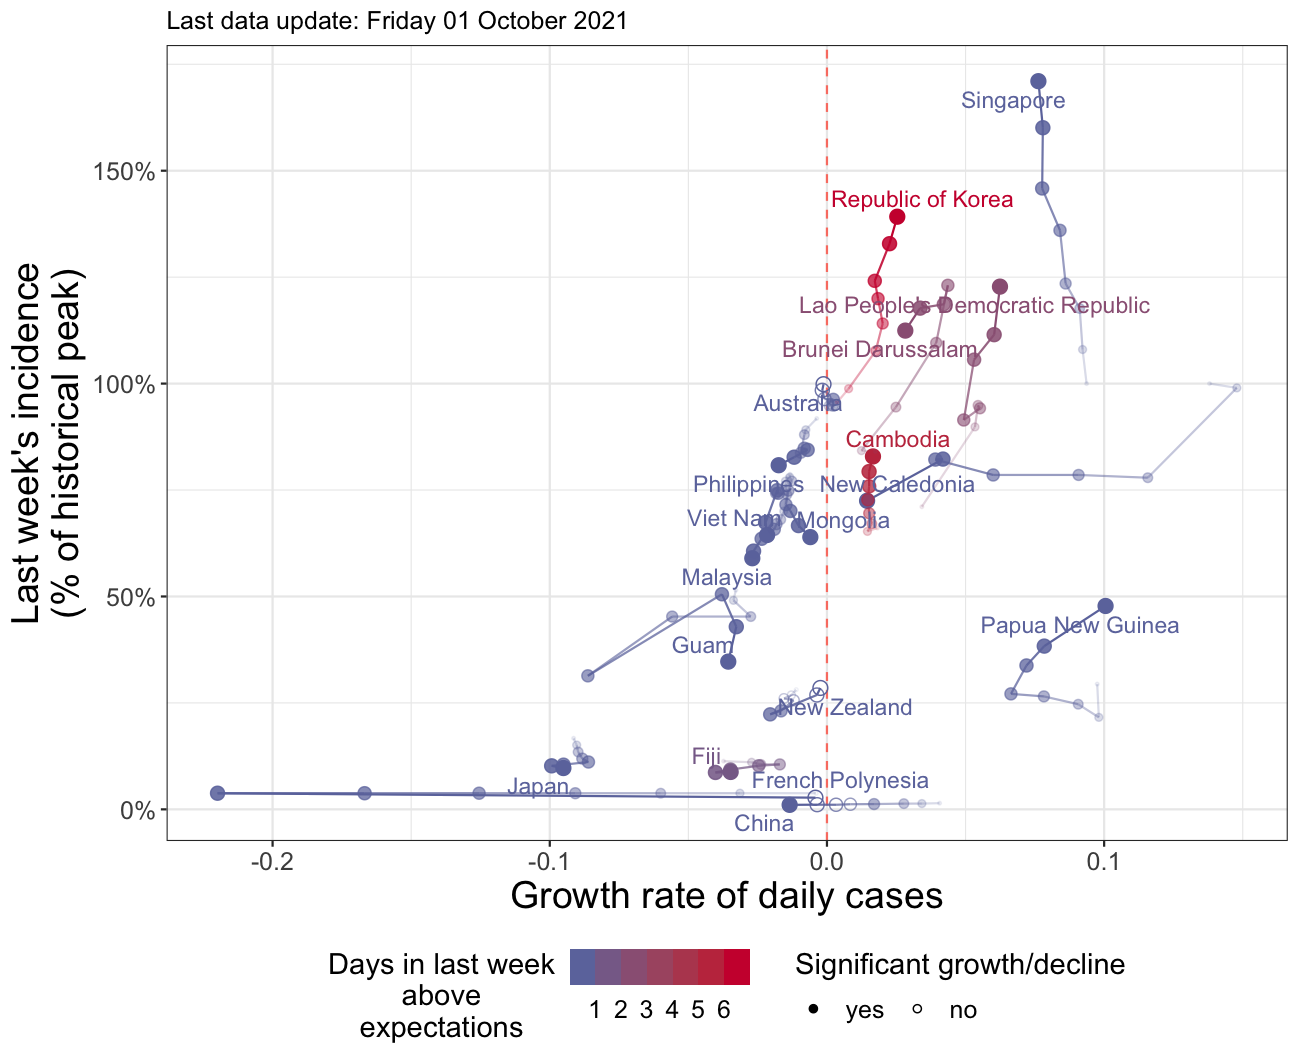 Last data update: Friday 01 October 2021
Last week's incidence
(% of historical peak)
150%
100%
50%
0%
Singapore
Republic of Korea
Lao People's Democratic Republic
Brunei Darussalam
Australia
Cambodia
Philippines
New Caledonia
Viet Nam
Mongolia
Malaysia
Papua New Guinea
Guam
New Zealand
Fiji
French Polynesia
Japan
China
-0.2
-0.1
0.0
0.1
Growth rate of daily cases
Days in last week
above
expectations
1 2 3 4 5 6
Significant growth/decline
yes
no